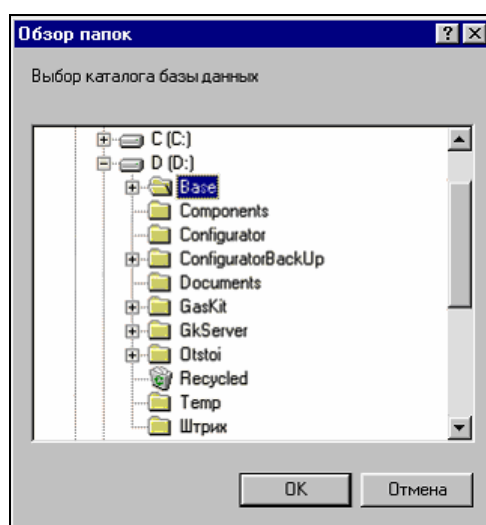 Обзор папок
Выбор каталога базы данных
C (C:)
D (D:)
Base
Components
Configurator
ConfiguratorBackUp
Documents
GasKit
GkServer
Otstoi
Recycled
Temp
Штрих
OK Отмена